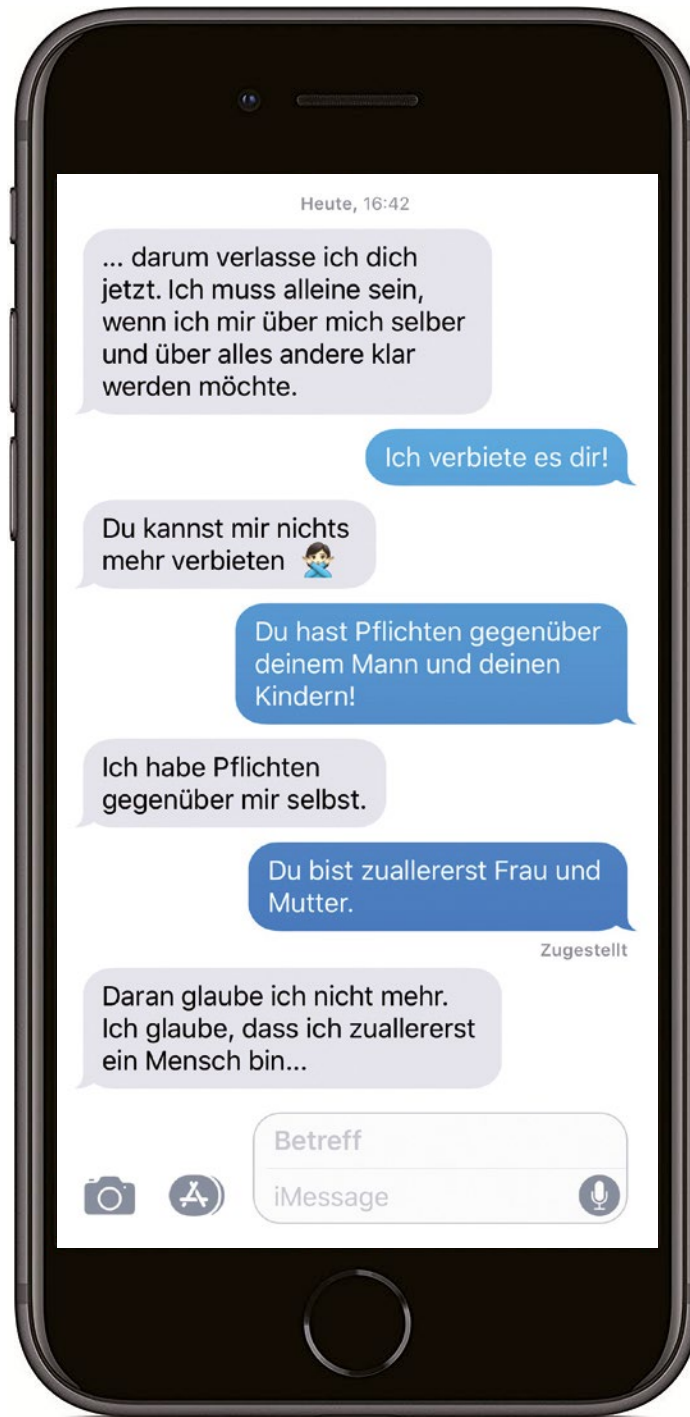 Heute, 16:42
... darum verlasse ich dich
jetzt. Ich muss alleine sein,
wenn ich mir über mich selber
und über alles andere klar
werden möchte.
Ich verbiete es dir!
Du kannst mir nichts
mehr verbieten 🙅🏻‍♀️
Du hast Pflichten gegenüber
deinem Mann und deinen
Kindern!
Ich habe Pflichten
gegenüber mir selbst.
Du bist zuallererst Frau und
Mutter.
Zugestellt
Daran glaube ich nicht mehr.
Ich glaube, dass ich zuallererst
ein Mensch bin...
Betreff
iMessage